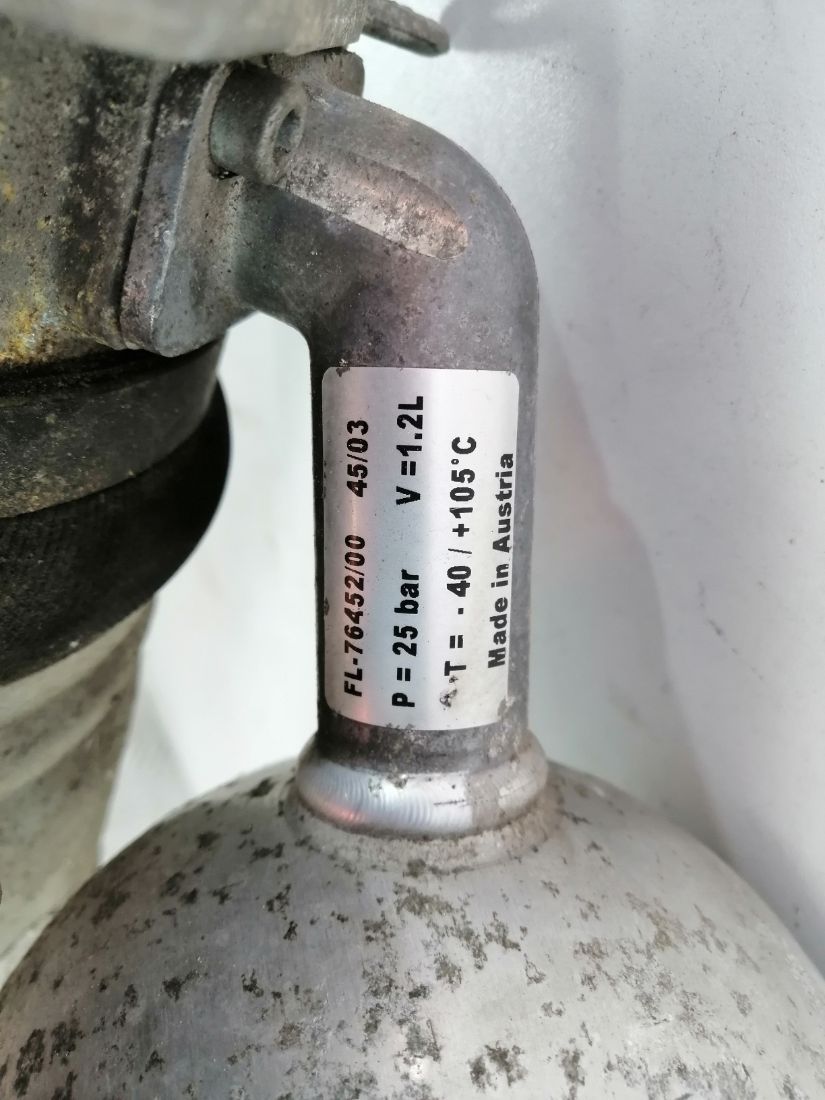 FL-76452/00 45/03
P = 25 bar V =1.2L
T = - 40 / +105°C
Made in Austria